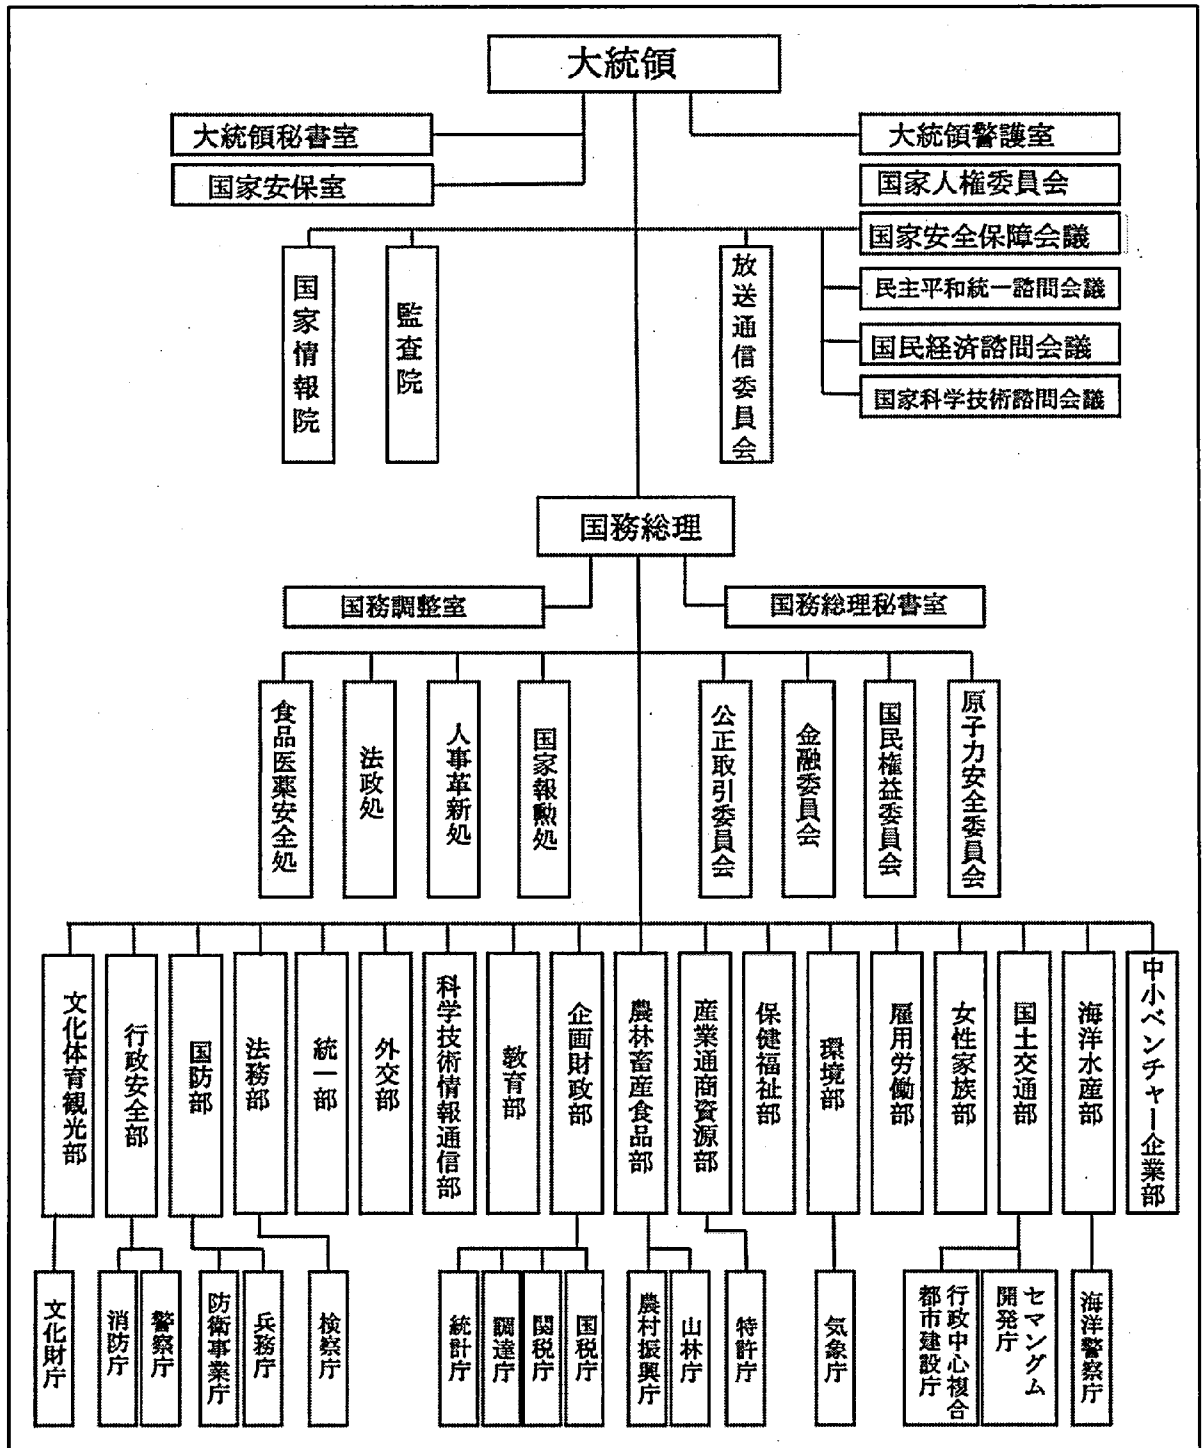 大統領
大統領秘書室
大統領警護室
国家安保室
国家人権委員会
国家安全保障会議
民主平和統一諮問会議
国民経済諮問会議
国家科学技術諮問会議
国家情報院
監査院
放送通信委員会
国務総理
国務調整室
国務総理秘書室
食品医薬安全処
法政処
人事革新処
国家報勲処
公正取引委員会
金融委員会
国民権益委員会
原子力安全委員会
文化体育観光部
行政安全部
国防部
法務部
統一部
外交部
科学技術情報通信部
教育部
企画財政部
農林畜産食品部
産業通商資源部
保健福祉部
環境部
雇用労働部
女性家族部
国土交通部
海洋水産部
中小ベンチャー企業部
文化財庁
消防庁
警察庁
防衛事業庁
兵務庁
検察庁
統計庁
調達庁
関税庁
国税庁
農村振興庁
山林庁
特許庁
気象庁
行政中心複合
都市建設庁
セマングム
開発庁
海洋警察庁